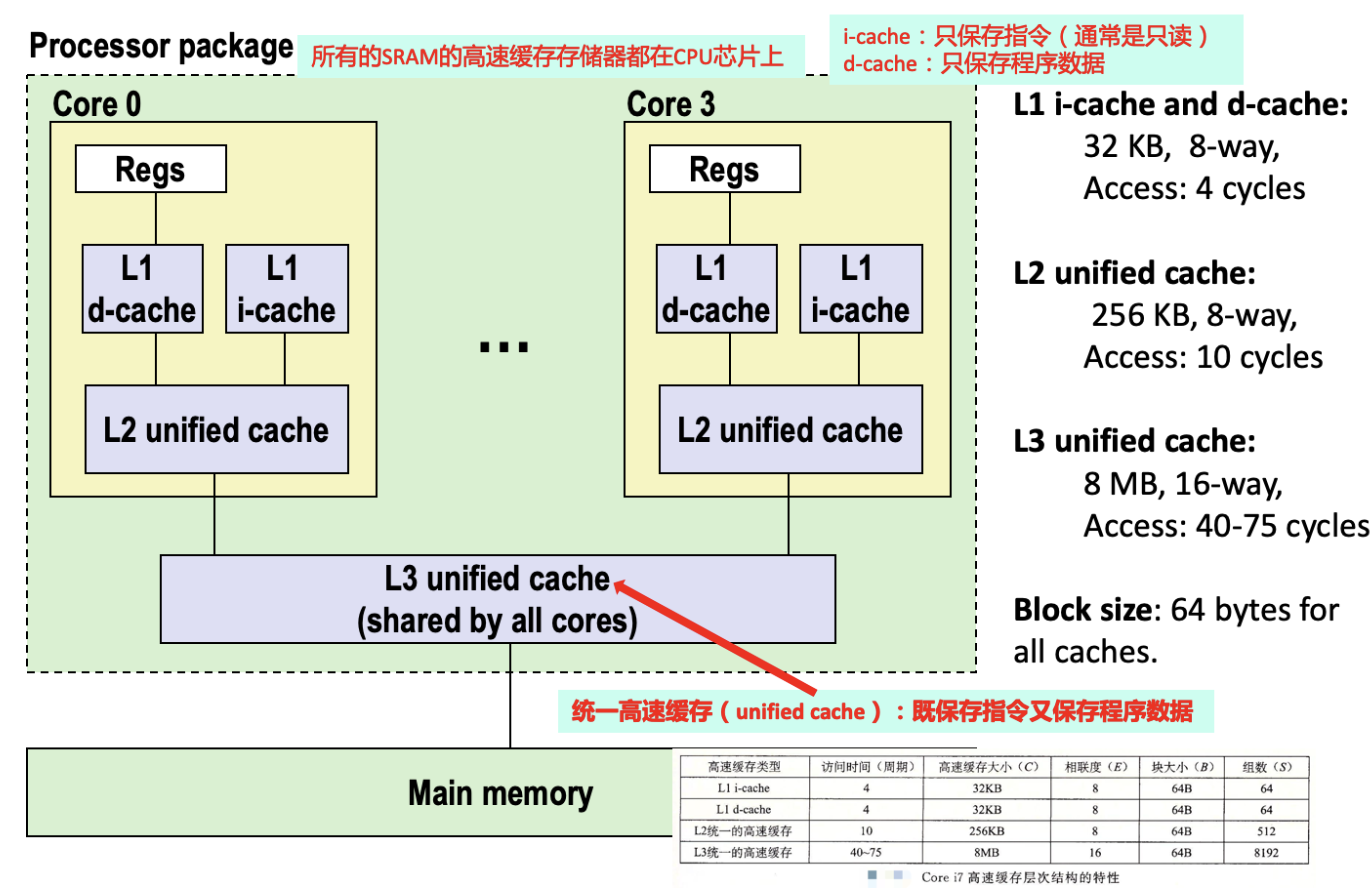 Processor package
所有的SRAM的高速缓存存储器都在CPU芯片上
i-cache：只保存指令（通常是只读）
d-cache：只保存程序数据
Core 0
Regs
L1
d-cache
L1
i-cache
L2 unified cache
...
Core 3
Regs
L1
d-cache
L1
i-cache
L2 unified cache
L3 unified cache
(shared by all cores)
统一高速缓存（unified cache）：既保存指令又保存程序数据
Main memory
L1 i-cache and d-cache:
32 KB, 8-way,
Access: 4 cycles
L2 unified cache:
256 KB, 8-way,
Access: 10 cycles
L3 unified cache:
8 MB, 16-way,
Access: 40-75 cycles
Block size: 64 bytes for
all caches.
高速缓存类型 访问时间（周期） 高速缓存大小（C） 相联度（E） 块大小（B） 组数（S）
L1 i-cache 4 32KB 8 64B 64
L1 d-cache 4 32KB 8 64B 64
L2统一的高速缓存 10 256KB 8 64B 512
L3统一的高速缓存 40~75 8MB 16 64B 8192
Core i7 高速缓存层次结构的特性